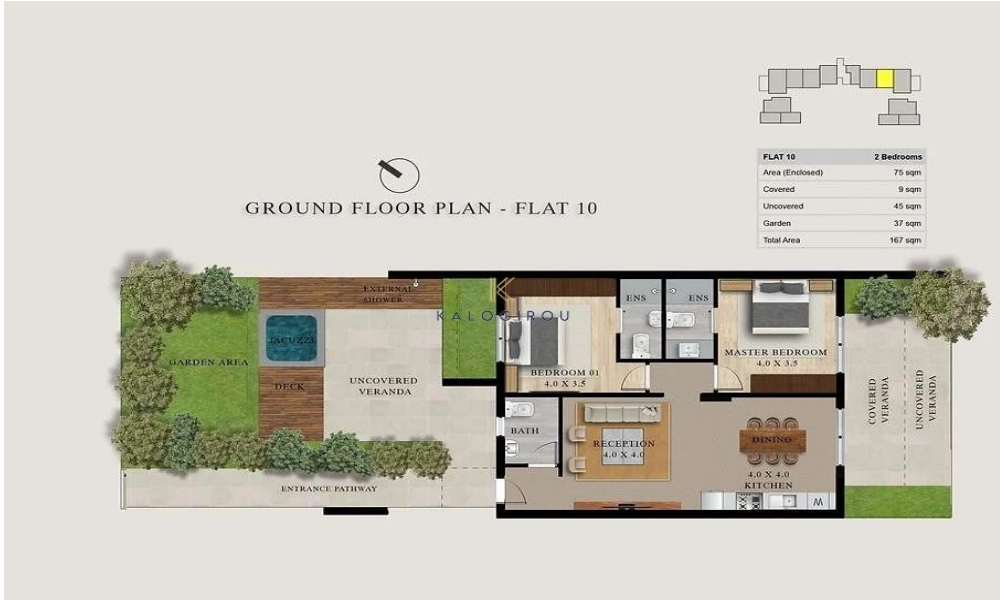 GROUND FLOOR PLAN - FLAT 10
FLAT 10 2 Bedrooms
Area (Enclosed) 75 sqm
Covered 9 sqm
Uncovered 45 sqm
Garden 37 sqm
Total Area 167 sqm
EXTERNAL
SHOWER
KALOGIROU
JACUZZI
GARDEN AREA
DECK
UNCOVERED
VERANDA
ENTRANCE PATHWAY
BEDROOM 01
4.0 X 3.5
ENS
ENS
MASTER BEDROOM
4.0 X 3.5
BATH
RECEPTION
4.0 X 4.0
DINING
4.0 X 4.0
KITCHEN
W
COVERED
VERANDA
UNCOVERED
VERANDA